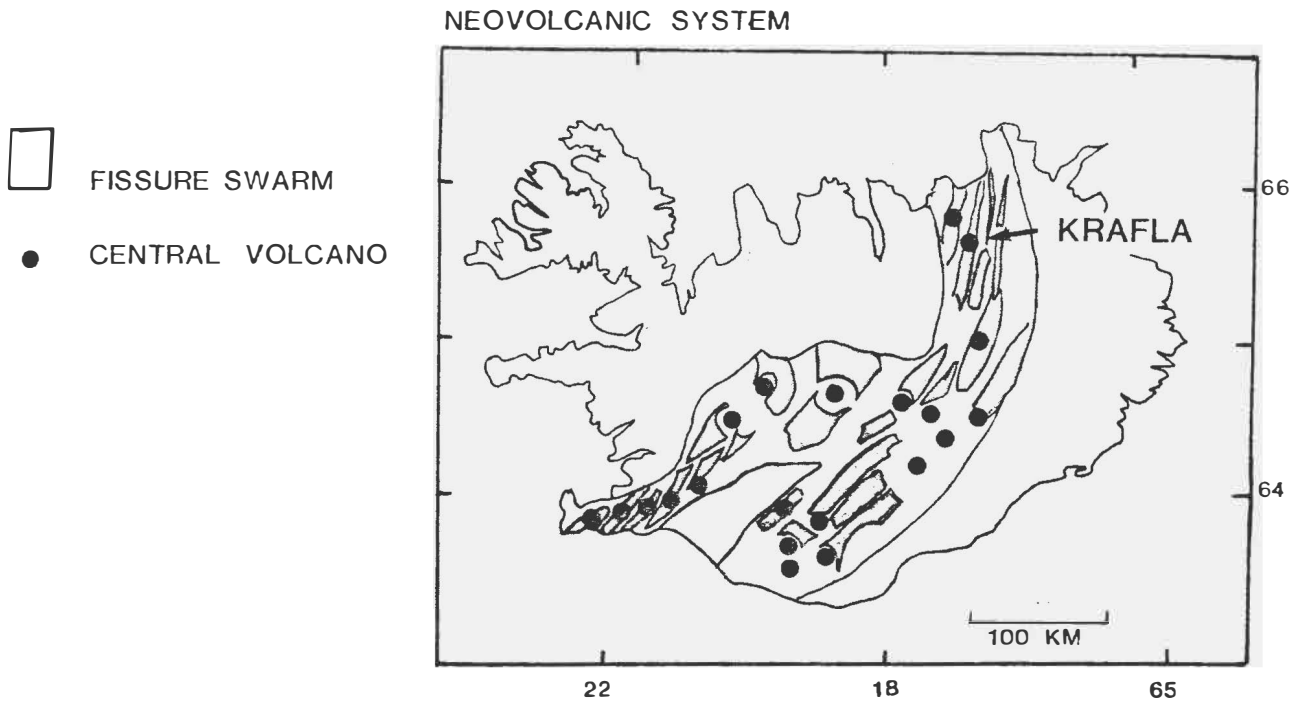 NEOVOLCANIC SYSTEM
FISSURE SWARM
CENTRAL VOLCANO
66
KRAFLA
64
100 KM
22 18 65